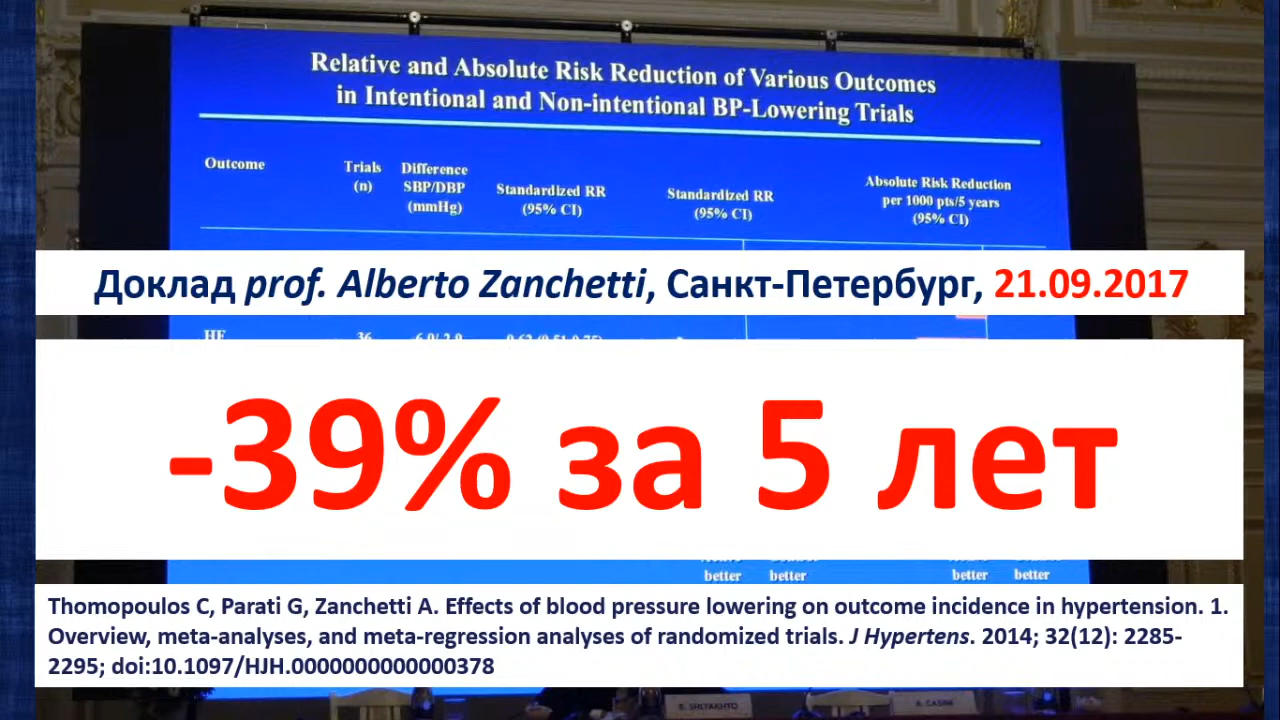 Relative and Absolute Risk Reduction of Various Outcomes
in Intentional and Non-intentional BP-Lowering Trials
Outcome
Trials
(n)
Difference
SBP/DBP
(mmHg)
Standardized RR
(95% CI)
Standardized RR
(95% CI)
Absolute Risk Reduction
per 1000 pts/5 years
(95% CI)
Доклад prof. Alberto Zanchetti, Санкт-Петербург, 21.09.2017
HF 36
-39% за 5 лет
better better better better
Thomopoulos C, Parati G, Zanchetti A. Effects of blood pressure lowering on outcome incidence in hypertension. 1.
Overview, meta-analyses, and meta-regression analyses of randomized trials. J Hypertens. 2014; 32(12): 2285-
2295; doi:10.1097/HJH.0000000000000378
E. SHLYAKHTO